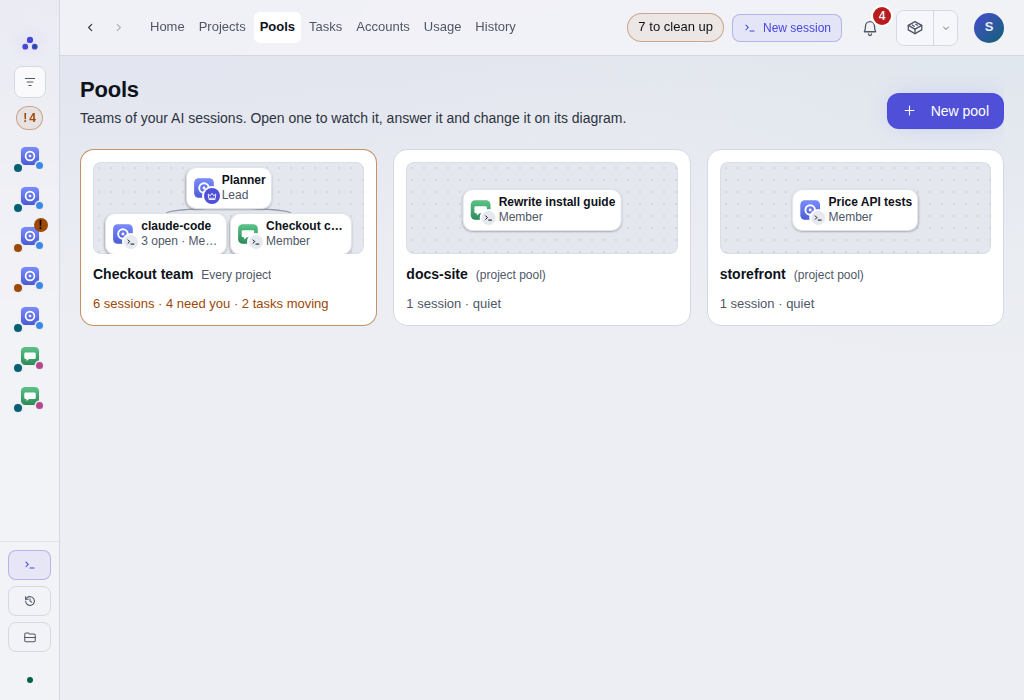 Home Projects Pools Tasks Accounts Usage History
7 to clean up
New session
4
S
! 4
!
Pools
Teams of your AI sessions. Open one to watch it, answer it and change it on its diagram.
+ New pool
Planner
Lead
claude-code
3 open · Me…
Checkout c…
Member
Checkout team Every project
6 sessions · 4 need you · 2 tasks moving
Rewrite install guide
Member
docs-site (project pool)
1 session · quiet
Price API tests
Member
storefront (project pool)
1 session · quiet